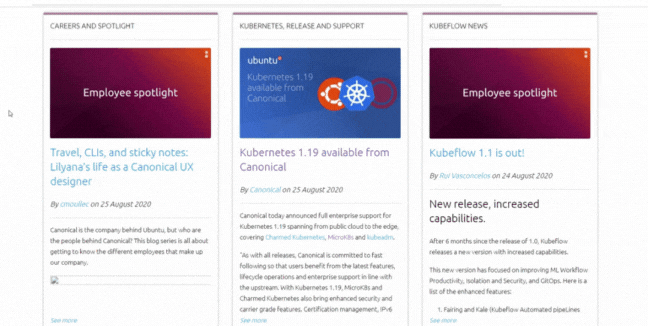 CAREERS AND SPOTLIGHT
Employee spotlight
Travel, CLIs, and sticky notes:
Lilyana's life as a Canonical UX
designer
By cmoullec on 25 August 2020
Canonical is the company behind Ubuntu, but who are
the people behind Canonical? This blog series is all about
getting to know the different employees that make up
our company.
See more
KUBERNETES, RELEASE AND SUPPORT
ubuntu
Kubernetes 1.19
available from
Canonical
Kubernetes 1.19 available from
Canonical
By Canonical on 25 August 2020
Canonical today announced full enterprise support for
Kubernetes 1.19 spanning from public cloud to the edge,
covering Charmed Kubernetes, MicroK8s and kubeadm.
"As with all releases, Canonical is committed to fast
following so that users benefit from the latest features,
lifecycle operations and enterprise support in line with
the upstream. With Kubernetes 1.19, MicroK8s and
Charmed Kubernetes also bring enhanced security and
carrier grade features. Certification management, IPv6
See more
KUBEFLOW NEWS
Employee spotlight
Kubeflow 1.1 is out!
By Rui Vasconcelos on 24 August 2020
New release, increased
capabilities.
After 6 months since the release of 1.0, Kubeflow
releases a new version with increased capabilities.
This new version has focused on improving ML Workflow
Productivity, Isolation and Security, and GitOps. Here is a
list of the enhanced features:
1. Fairing and Kale (Kubeflow Automated pipeLines
See more